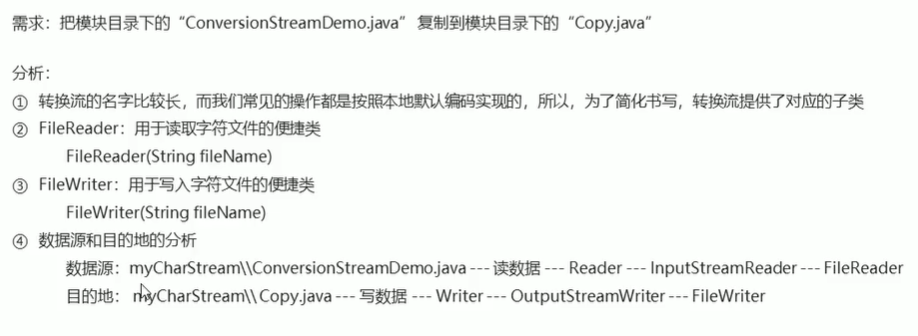 需求：把模块目录下的“ConversionStreamDemo.java” 复制到模块目录下的“Copy.java”
分析：
① 转换流的名字比较长，而我们常见的操作都是按照本地默认编码实现的，所以，为了简化书写，转换流提供了对应的子类
② FileReader：用于读取字符文件的便捷类
FileReader(String fileName)
③ FileWriter：用于写入字符文件的便捷类
FileWriter(String fileName)
④ 数据源和目的地的分析
数据源：myCharStream\\ConversionStreamDemo.java --- 读数据 --- Reader --- InputStreamReader --- FileReader
目的地：myCharStream\\ Copy.java --- 写数据 --- Writer --- OutputStreamWriter --- FileWriter